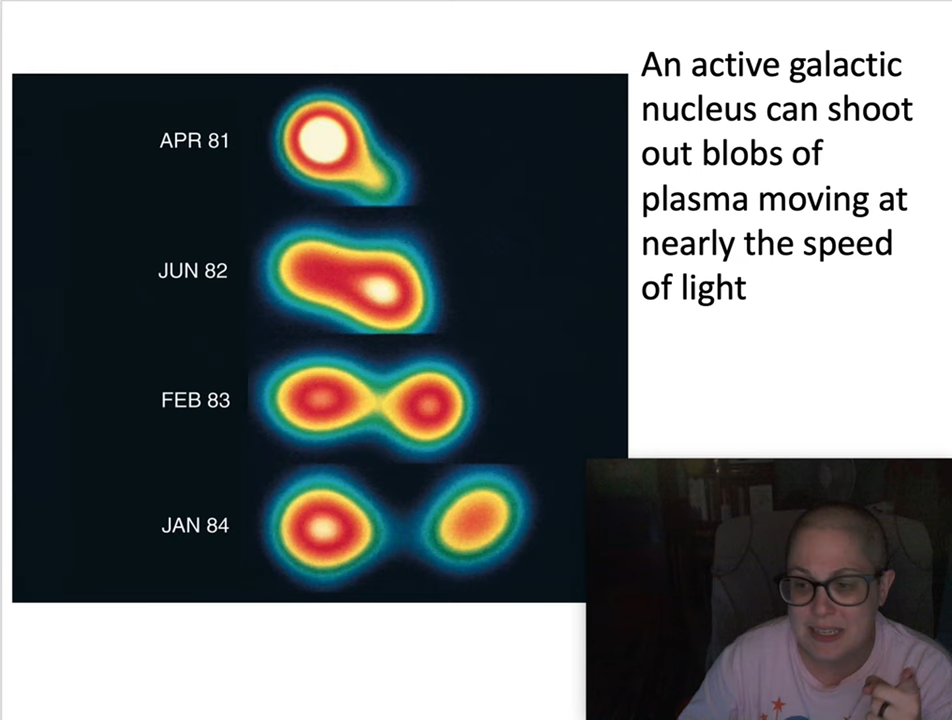 An active galactic
nucleus can shoot
out blobs of
plasma moving at
nearly the speed
of light
APR 81
JUN 82
FEB 83
JAN 84